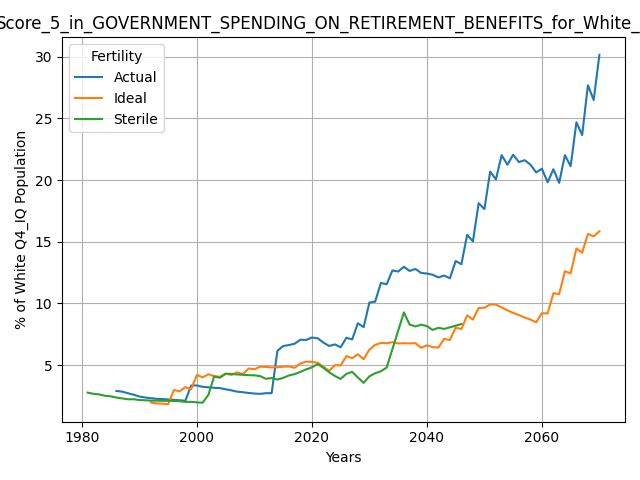 Score_5_in_GOVERNMENT_SPENDING_ON_RETIREMENT_BENEFITS_for_White_
Fertility
Actual
Ideal
Sterile
% of White Q4_IQ Population
30
25
20
15
10
5
1980 2000 2020 2040 2060
Years